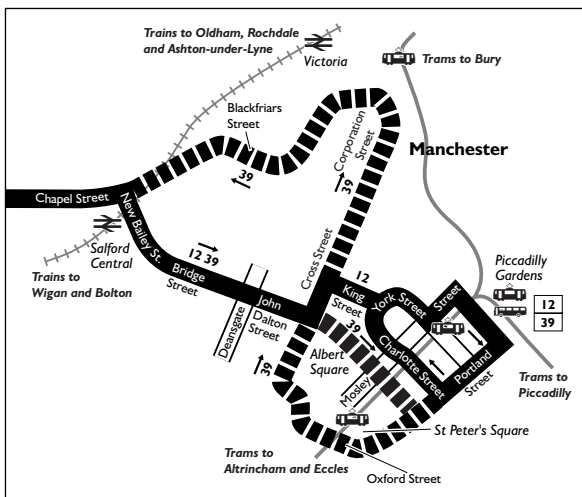 Trains to Oldham, Rochdale
and Ashton-under-Lyne
Victoria
Trams to Bury
Blackfriars
Street
Corporation
Street
39
39
Manchester
Chapel Street
New Bailey St.
Salford
Central
Trains to
Wigan and Bolton
12 39
Bridge
Street
Cross Street
12
King
Street
York Street
Street
Piccadilly
Gardens
12
39
Deansgate
John
Dalton
Street
39
39
Albert
Square
Charlotte Street
Mosley
Portland
Street
Trams to
Piccadilly
St Peter's Square
Trams to
Altrincham and Eccles
Oxford Street